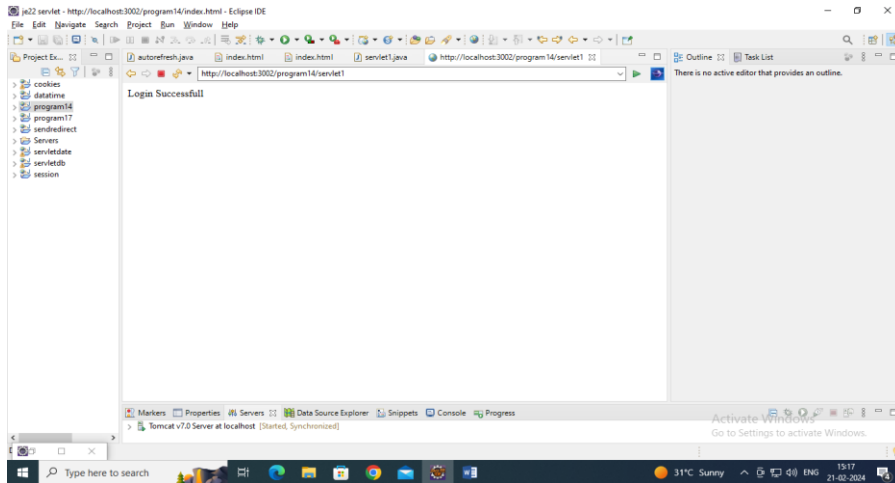 je22 servlet - http://localhost:3002/program14/index.html - Eclipse IDE
File Edit Navigate Search Project Run Window Help
Project Ex... autorefresh.java index.html index.html servlet1.java http://localhost:3002/program14/servlet1 Outline Task List
http://localhost:3002/program14/servlet1
There is no active editor that provides an outline.
cookies
datatime
program14
program17
sendredirect
Servers
servletdate
servletdb
session
Login Successfull
Markers Properties Servers Data Source Explorer Snippets Console Progress
Tomcat v7.0 Server at localhost [Started, Synchronized]
Activate Windows
Go to Settings to activate Windows.
Type here to search
31°C Sunny
ENG
15:17
21-02-2024